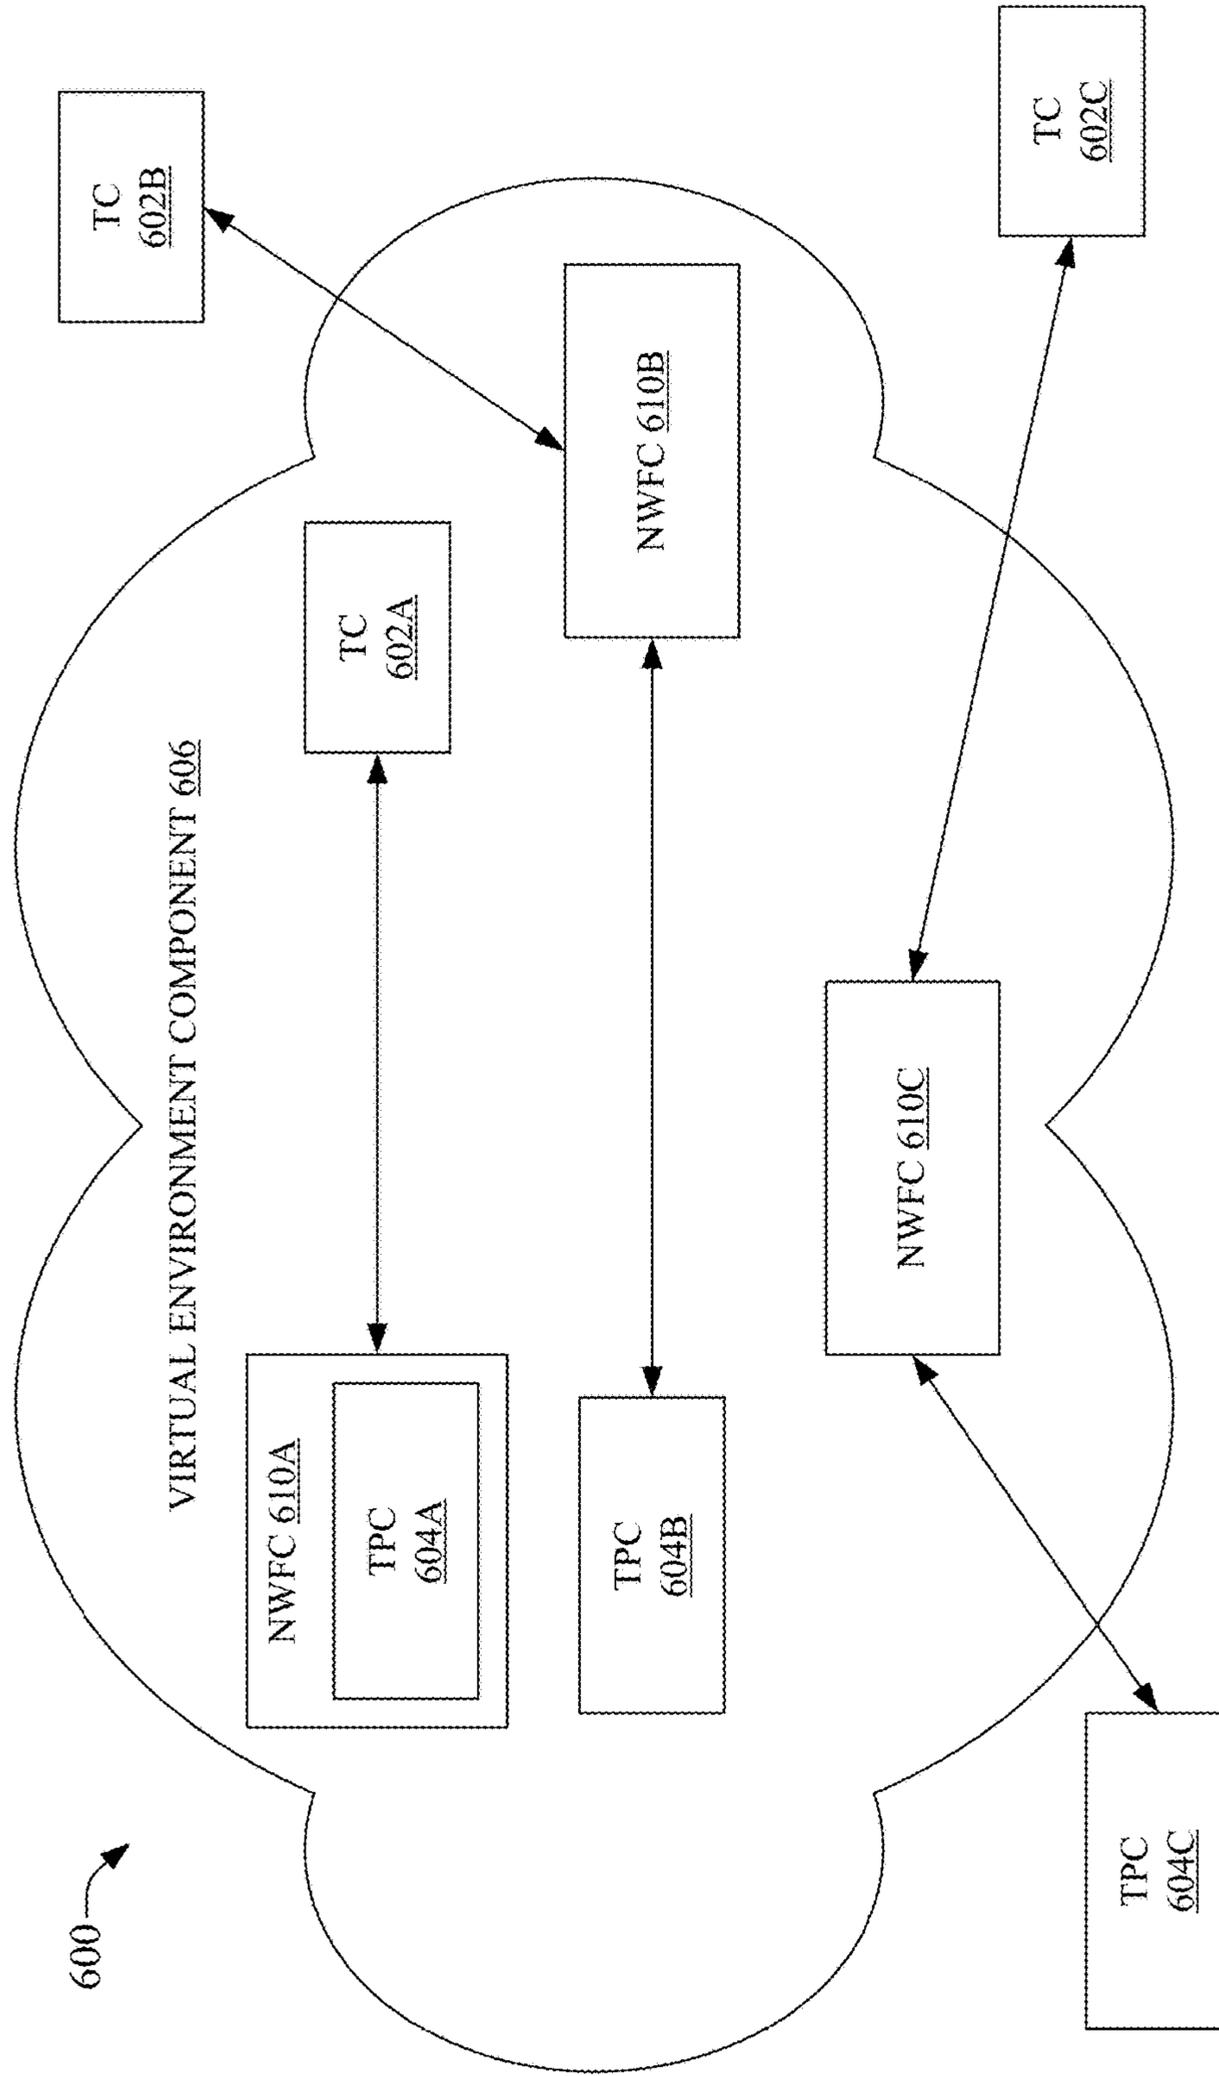 600
VIRTUAL ENVIRONMENT COMPONENT 606
TC
602B
NWFC 610A
TPC
604A
TC
602A
TPC
604B
NWFC 610B
NWFC 610C
TPC
604C
TC
602C